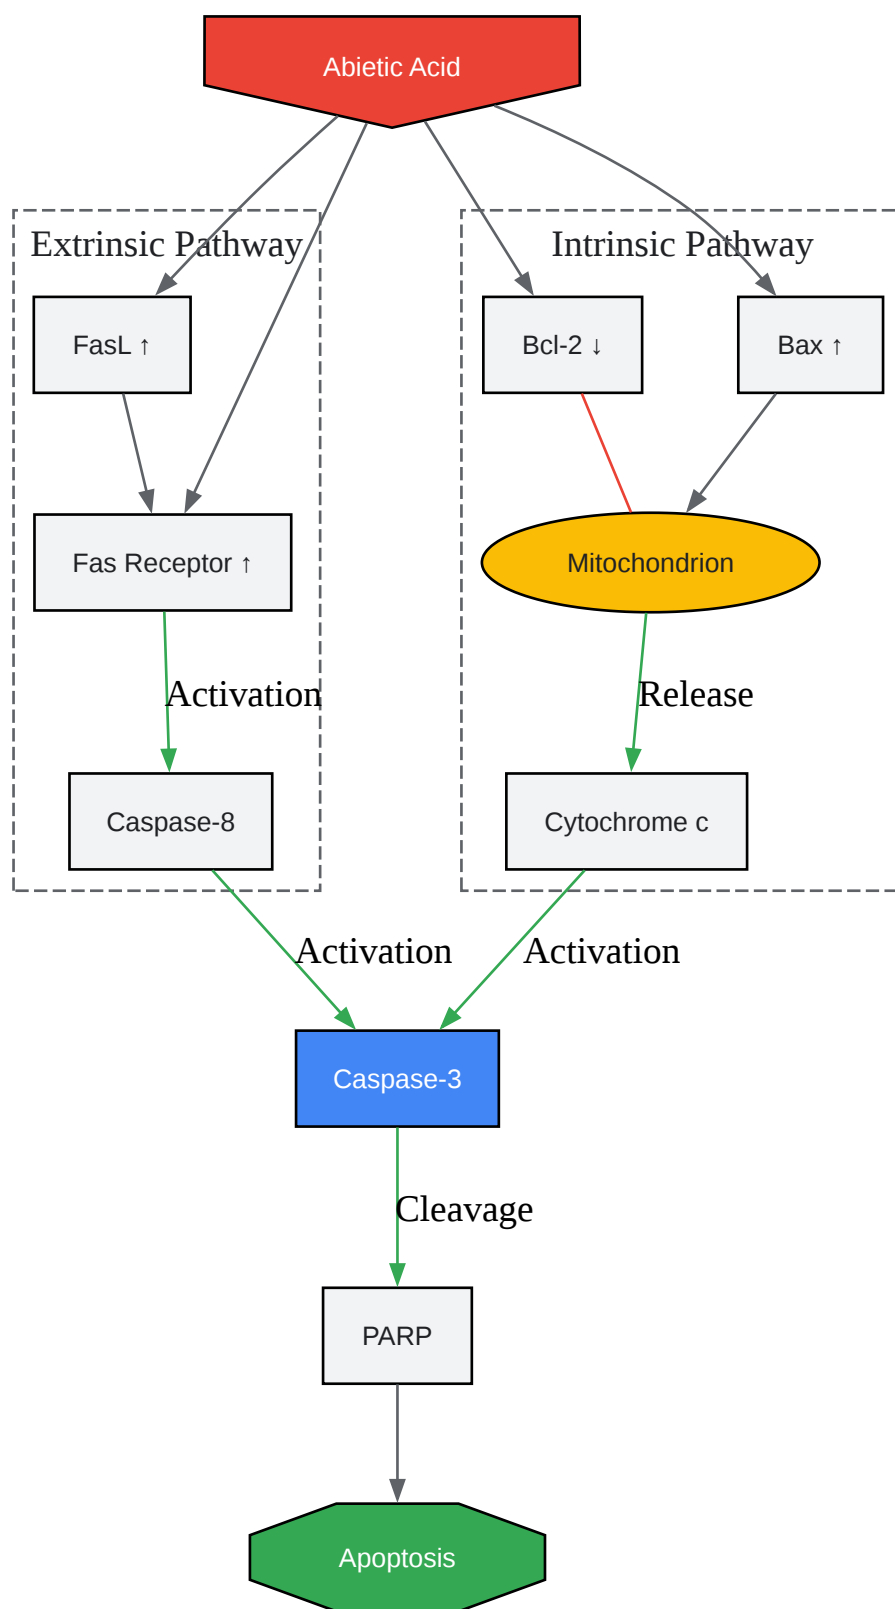 Abietic Acid
Extrinsic Pathway
Intrinsic Pathway
FasL ↑
Bcl-2 ↓
Bax ↑
Fas Receptor ↑
Mitochondrion
Activation
Release
Caspase-8
Cytochrome c
Activation
Activation
Caspase-3
Cleavage
PARP
Apoptosis